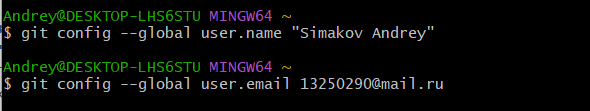 Andrey@DESKTOP-LHS6STU MINGW64 ~
$ git config --global user.name "Simakov Andrey"
Andrey@DESKTOP-LHS6STU MINGW64 ~
$ git config --global user.email 13250290@mail.ru